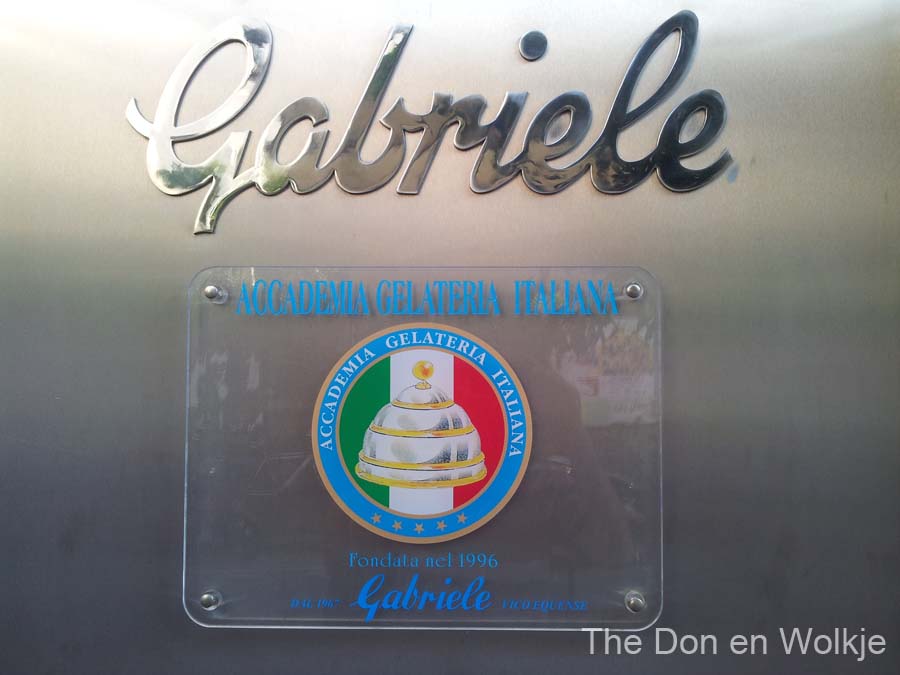 Gabriele
ACCADEMIA GELATERIA ITALIANA
ACCADEMIA GELATERIA ITALIANA
Fondata nel 1996
DAL 1967 Gabriele VICO EQUENSE
The Don en Wolkje